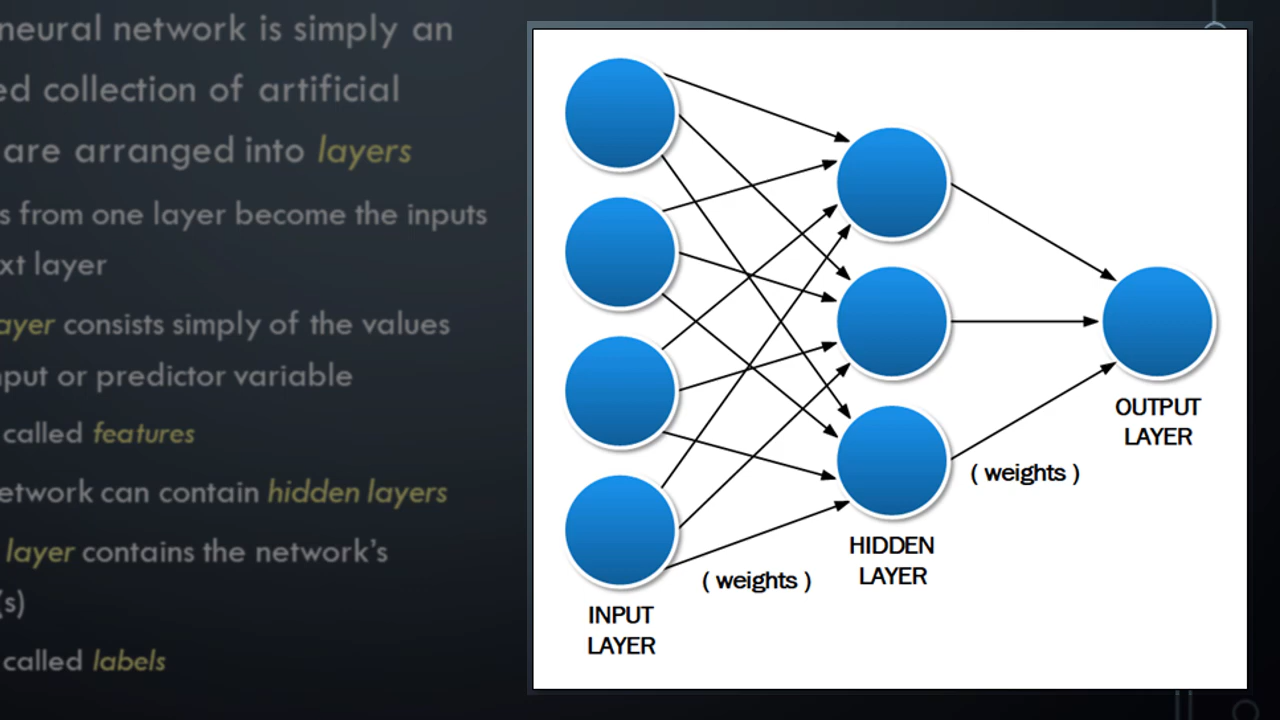 neural network is simply an
ed collection of artificial
are arranged into layers
s from one layer become the inputs
xt layer
ayer consists simply of the values
nput or predictor variable
called features
etwork can contain hidden layers
layer contains the network's
(s)
called labels
OUTPUT
LAYER
( weights )
HIDDEN
LAYER
( weights )
INPUT
LAYER